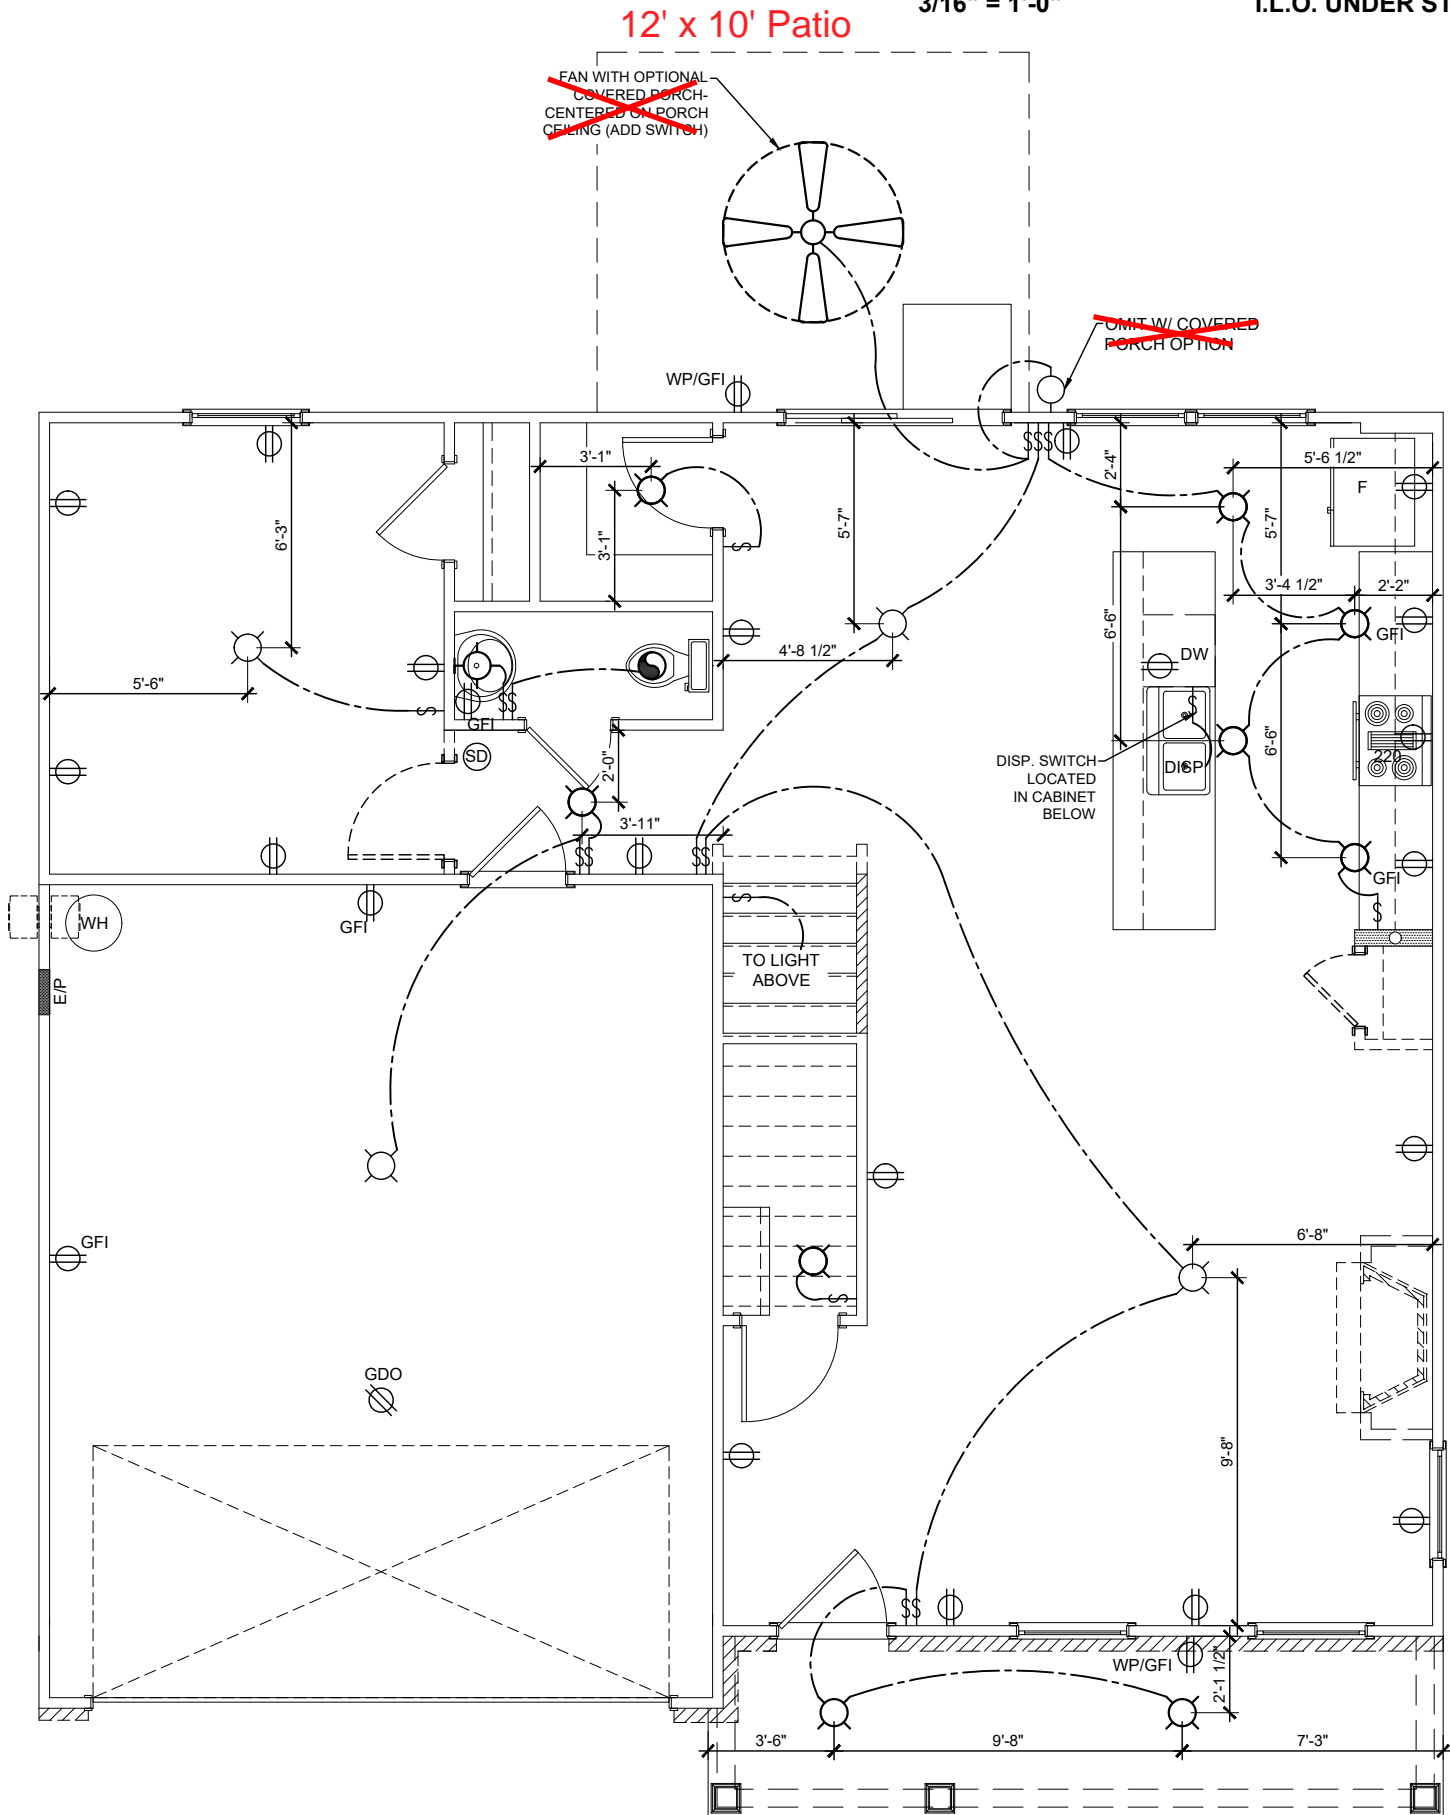 3/16" = 1'-0"
I.L.O. UNDER ST
12' x 10' Patio
FAN WITH OPTIONAL
COVERED PORCH-
CENTERED ON PORCH
CEILING (ADD SWITCH)
OMIT W/ COVERED
PORCH OPTION
WP/GFI
3'-1"
2'-4"
5'-6 1/2"
F
6'-3"
3'-1"
5'-7"
5'-7"
S
S S S
3'-4 1/2"
2'-2"
GFI
6'-6"
4'-8 1/2"
DW
5'-6"
S
S S
GFI
S
SD
2'-0"
6'-6"
DISP. SWITCH
LOCATED
IN CABINET
BELOW
DISP
220
3'-11"
S S
S S
GFI
WH
GFI
S
S
TO LIGHT
ABOVE
E/P
GFI
6'-8"
S
GDO
9'-8"
S S
WP/GFI
2'-1 1/2"
3'-6"
9'-8"
7'-3"